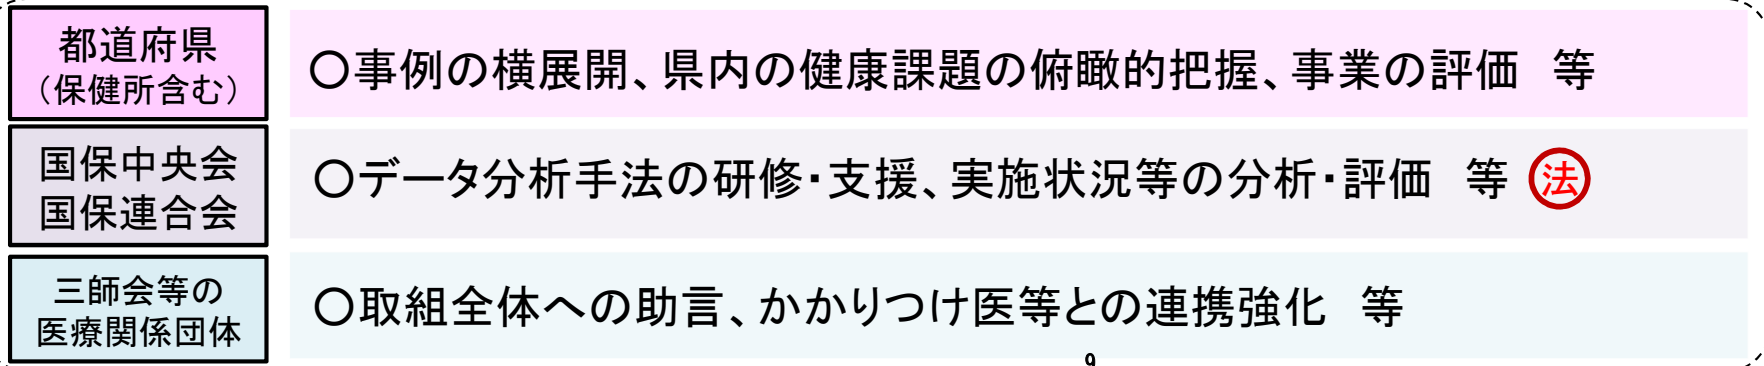 都道府県
（保健所含む）
〇事例の横展開、県内の健康課題の俯瞰的把握、事業の評価　等
国保中央会
国保連合会
〇データ分析手法の研修・支援、実施状況等の分析・評価　等 法
三師会等の
医療関係団体
〇取組全体への助言、かかりつけ医等との連携強化　等
9